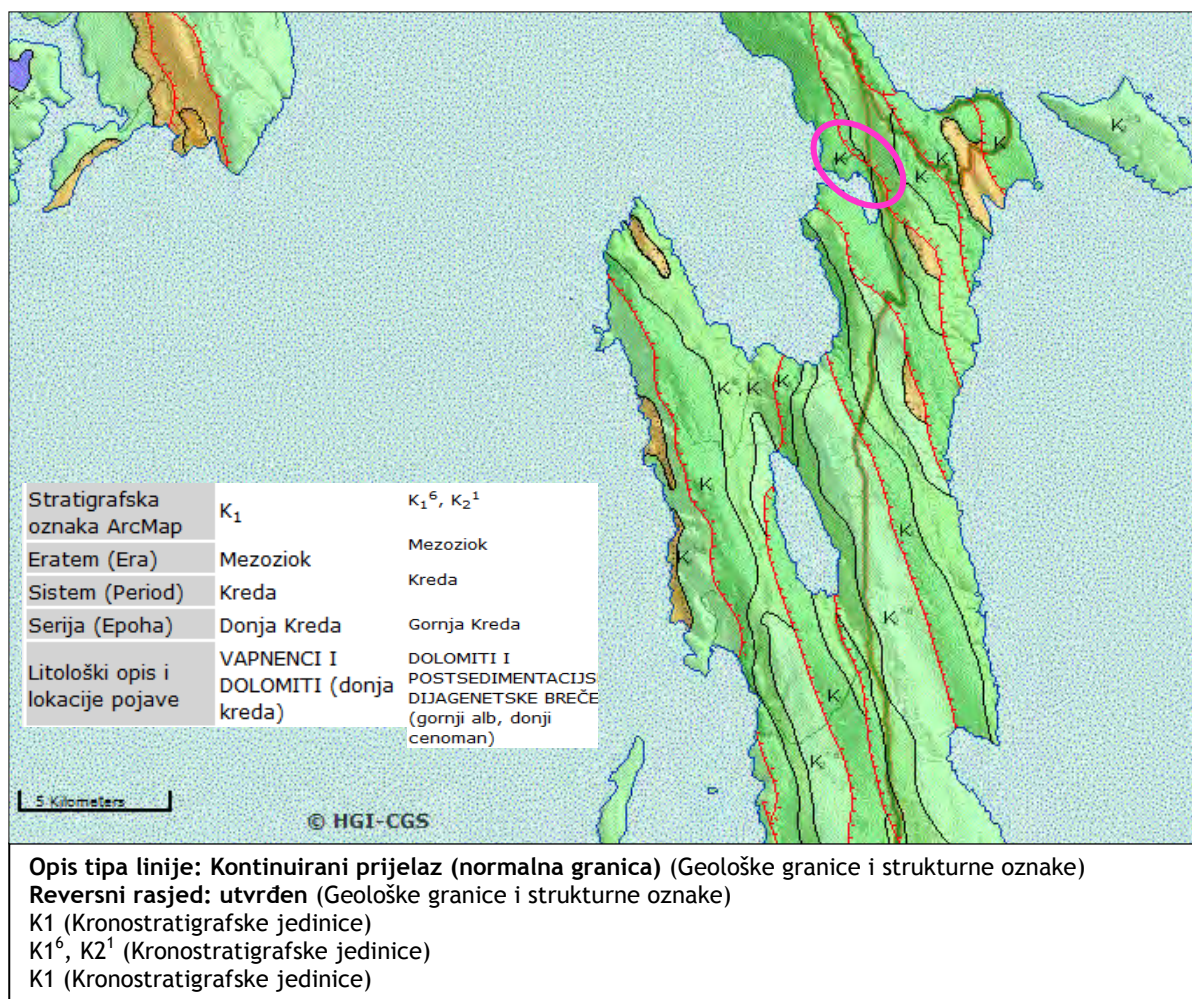 K
K
K
K
K
K
K , K
K
K
K
K
K
Stratigrafska oznaka ArcMap K₁ K₁⁶, K₂¹
Eratem (Era) Mezoziok Mezoziok
Sistem (Period) Kreda Kreda
Serija (Epoha) Donja Kreda Gornja Kreda
Litološki opis i lokacije pojave
VAPNENCI I
DOLOMITI (donja
kreda)
DOLOMITI I
POSTSEDIMENTACIJS
DIJAGENETSKE BREČE
(gornji alb, donji
cenoman)
5 Kilometers
© HGI-CGS
Opis tipa linije: Kontinuirani prijelaz (normalna granica) (Geološke granice i strukturne oznake)
Reversni rasjed: utvrđen (Geološke granice i strukturne oznake)
K1 (Kronostratigrafske jedinice)
K1⁶, K2¹ (Kronostratigrafske jedinice)
K1 (Kronostratigrafske jedinice)